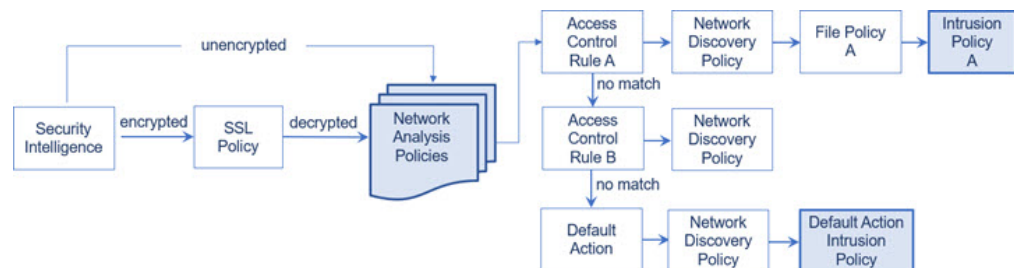 Security
Intelligence
unencrypted
encrypted
SSL
Policy
decrypted
Network
Analysis
Policies
Access
Control
Rule A
Network
Discovery
Policy
File Policy
A
Intrusion
Policy
A
no match
Access
Control
Rule B
Network
Discovery
Policy
no match
Default
Action
Network
Discovery
Policy
Default Action
Intrusion
Policy